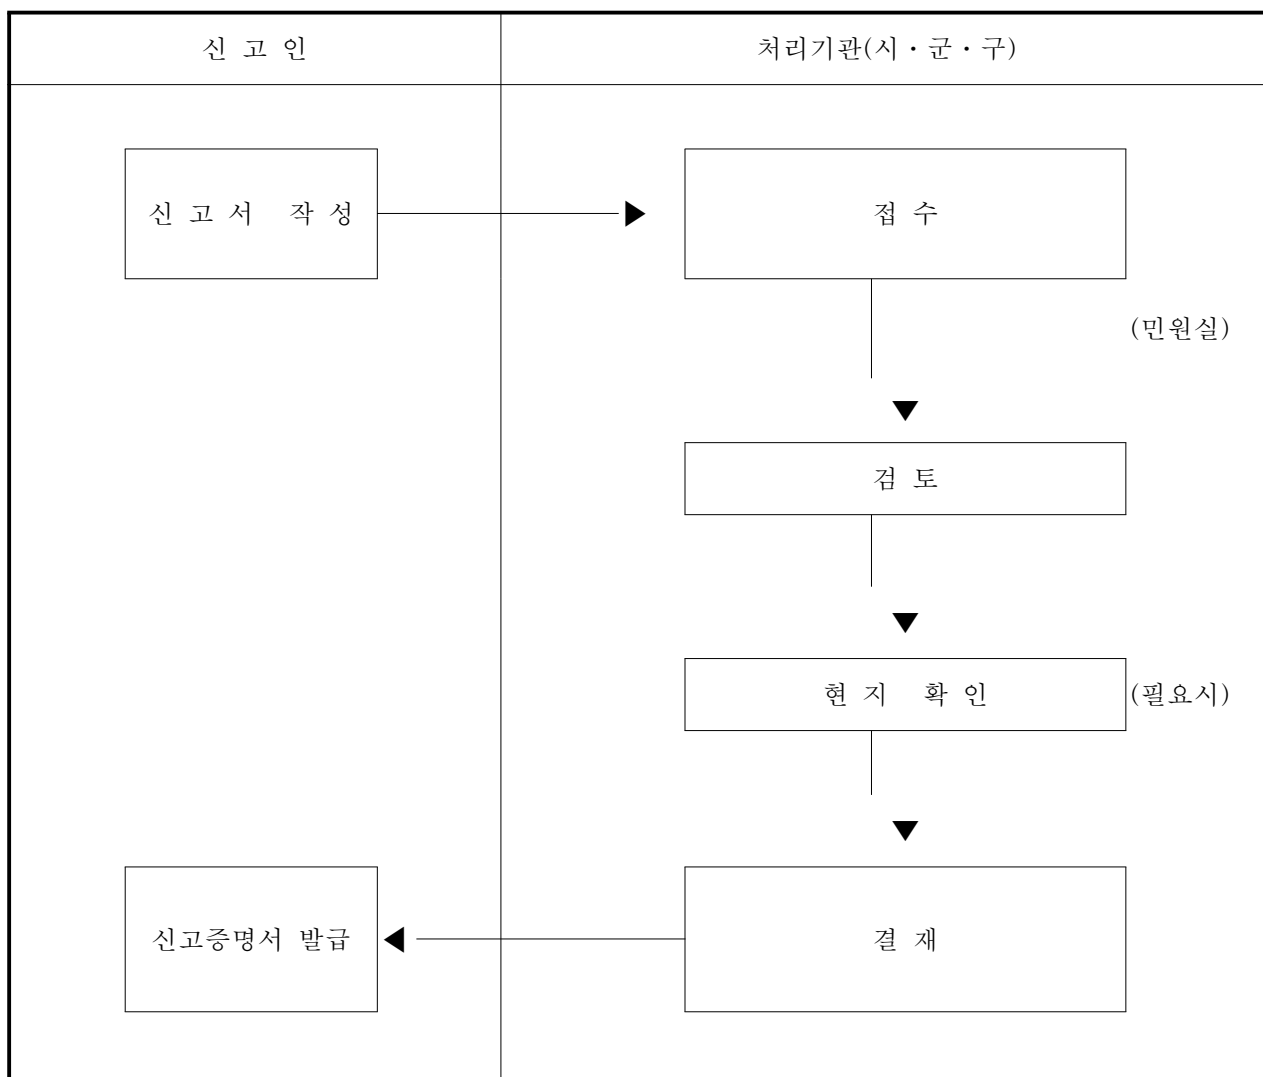 신 고 인
처리기관(시・군・구)
신 고 서 작 성
접 수
(민원실)
검 토
현 지 확 인
(필요시)
신고증명서 발급
결 재